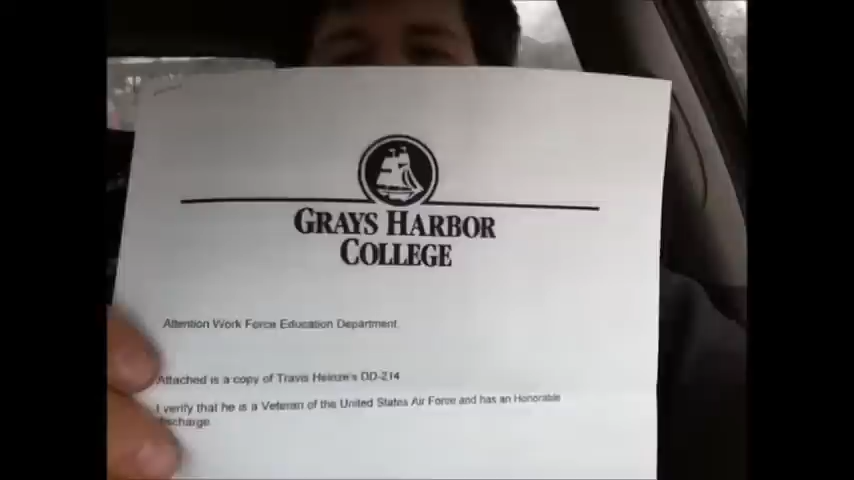 GRAYS HARBOR
COLLEGE
Attention Work Force Education Department
Attached is a copy of Travis Heinze's DD-214
I verify that he is a Veteran of the United States Air Force and has an Honorable
discharge